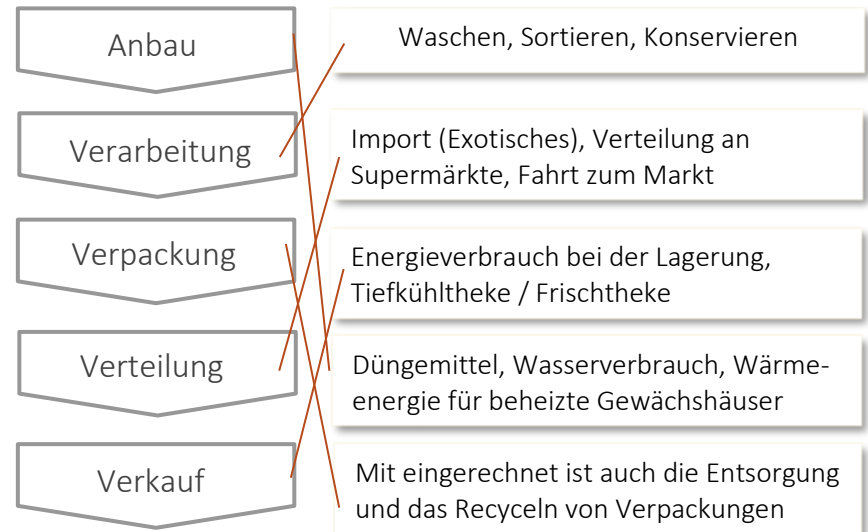 Anbau
Waschen, Sortieren, Konservieren
Verarbeitung
Import (Exotisches), Verteilung an
Supermärkte, Fahrt zum Markt
Verpackung
Energieverbrauch bei der Lagerung,
Tiefkühltheke / Frischtheke
Verteilung
Düngemittel, Wasserverbrauch, Wärme-
energie für beheizte Gewächshäuser
Verkauf
Mit eingerechnet ist auch die Entsorgung
und das Recyceln von Verpackungen